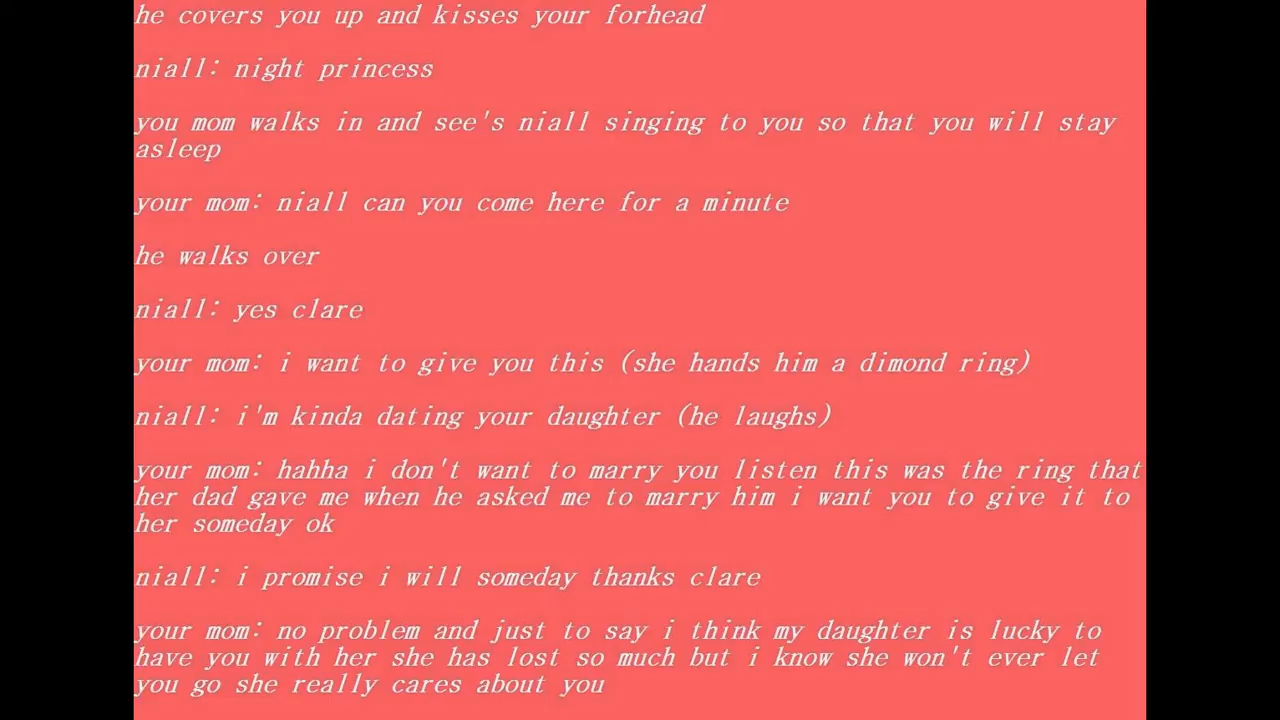 he covers you up and kisses your forhead
niall: night princess
you mom walks in and see's niall singing to you so that you will stay
asleep
your mom: niall can you come here for a minute
he walks over
niall: yes clare
your mom: i want to give you this (she hands him a dimond ring)
niall: i'm kinda dating your daughter (he laughs)
your mom: hahha i don't want to marry you listen this was the ring that
her dad gave me when he asked me to marry him i want you to give it to
her someday ok
niall: i promise i will someday thanks clare
your mom: no problem and just to say i think my daughter is lucky to
have you with her she has lost so much but i know she won't ever let
you go she really cares about you